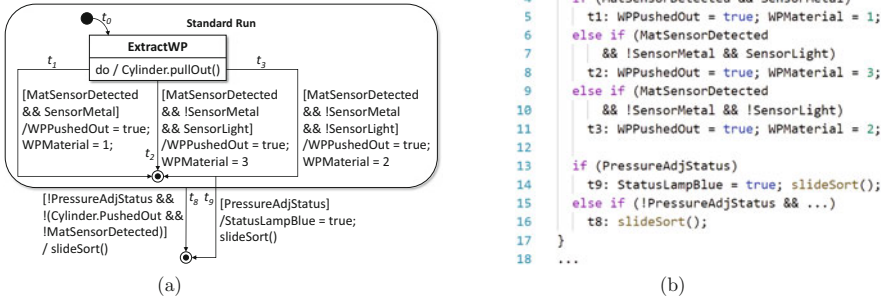 t0
Standard Run
ExtractWP
do / Cylinder.pullOut()
t1
t3
[MatSensorDetected
&& SensorMetal]
/WPPushedOut = true;
WPMaterial = 1;
[MatSensorDetected
&& !SensorMetal
&& SensorLight]
/WPPushedOut = true;
WPMaterial = 3
[MatSensorDetected
&& !SensorMetal
&& !SensorLight]
/WPPushedOut = true;
WPMaterial = 2
t2
[!PressureAdjStatus &&
!(Cylinder.PushedOut &&
!MatSensorDetected)]
/ slideSort()
t8
t9
[PressureAdjStatus]
/StatusLampBlue = true;
slideSort()
(a)
5 t1: WPPushedOut = true; WPMaterial = 1;
6 else if (MatSensorDetected
7 && !SensorMetal && SensorLight)
8 t2: WPPushedOut = true; WPMaterial = 3;
9 else if (MatSensorDetected
10 && !SensorMetal && !SensorLight)
11 t3: WPPushedOut = true; WPMaterial = 2;
12
13 if (PressureAdjStatus)
14 t9: StatusLampBlue = true; slideSort();
15 else if (!PressureAdjStatus && ...)
16 t8: slideSort();
17 }
18 ...
(b)